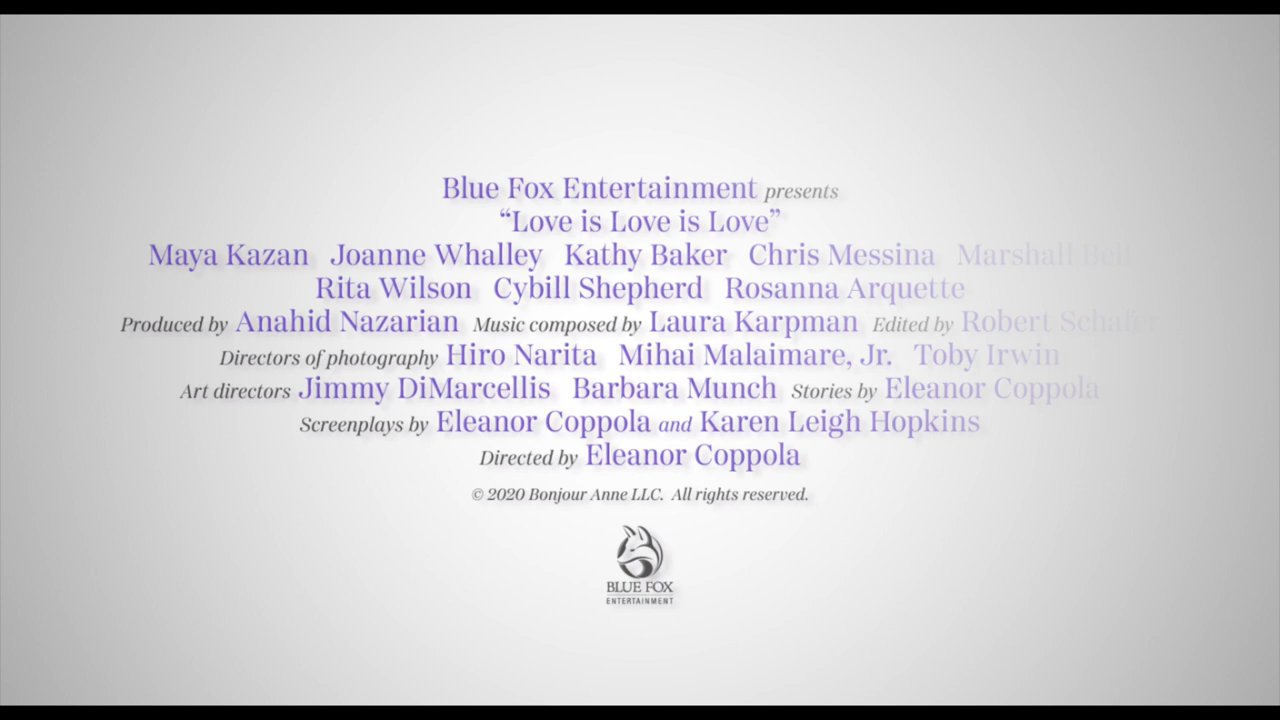 Blue Fox Entertainment presents
“Love is Love is Love”
Maya Kazan Joanne Whalley Kathy Baker Chris Messina Marshall Bell
Rita Wilson Cybill Shepherd Rosanna Arquette
Produced by Anahid Nazarian Music composed by Laura Karpman Edited by Robert Schafer
Directors of photography Hiro Narita Mihai Malaimare, Jr. Toby Irwin
Art directors Jimmy DiMarcellis Barbara Munch Stories by Eleanor Coppola
Screenplays by Eleanor Coppola and Karen Leigh Hopkins
Directed by Eleanor Coppola
© 2020 Bonjour Anne LLC. All rights reserved.
BLUE FOX
ENTERTAINMENT